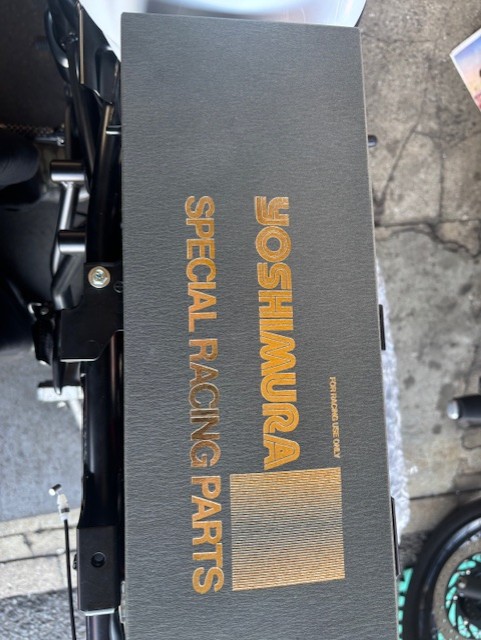 FOR RACING USE ONLY
YOSHIMURA
SPECIAL RACING PARTS